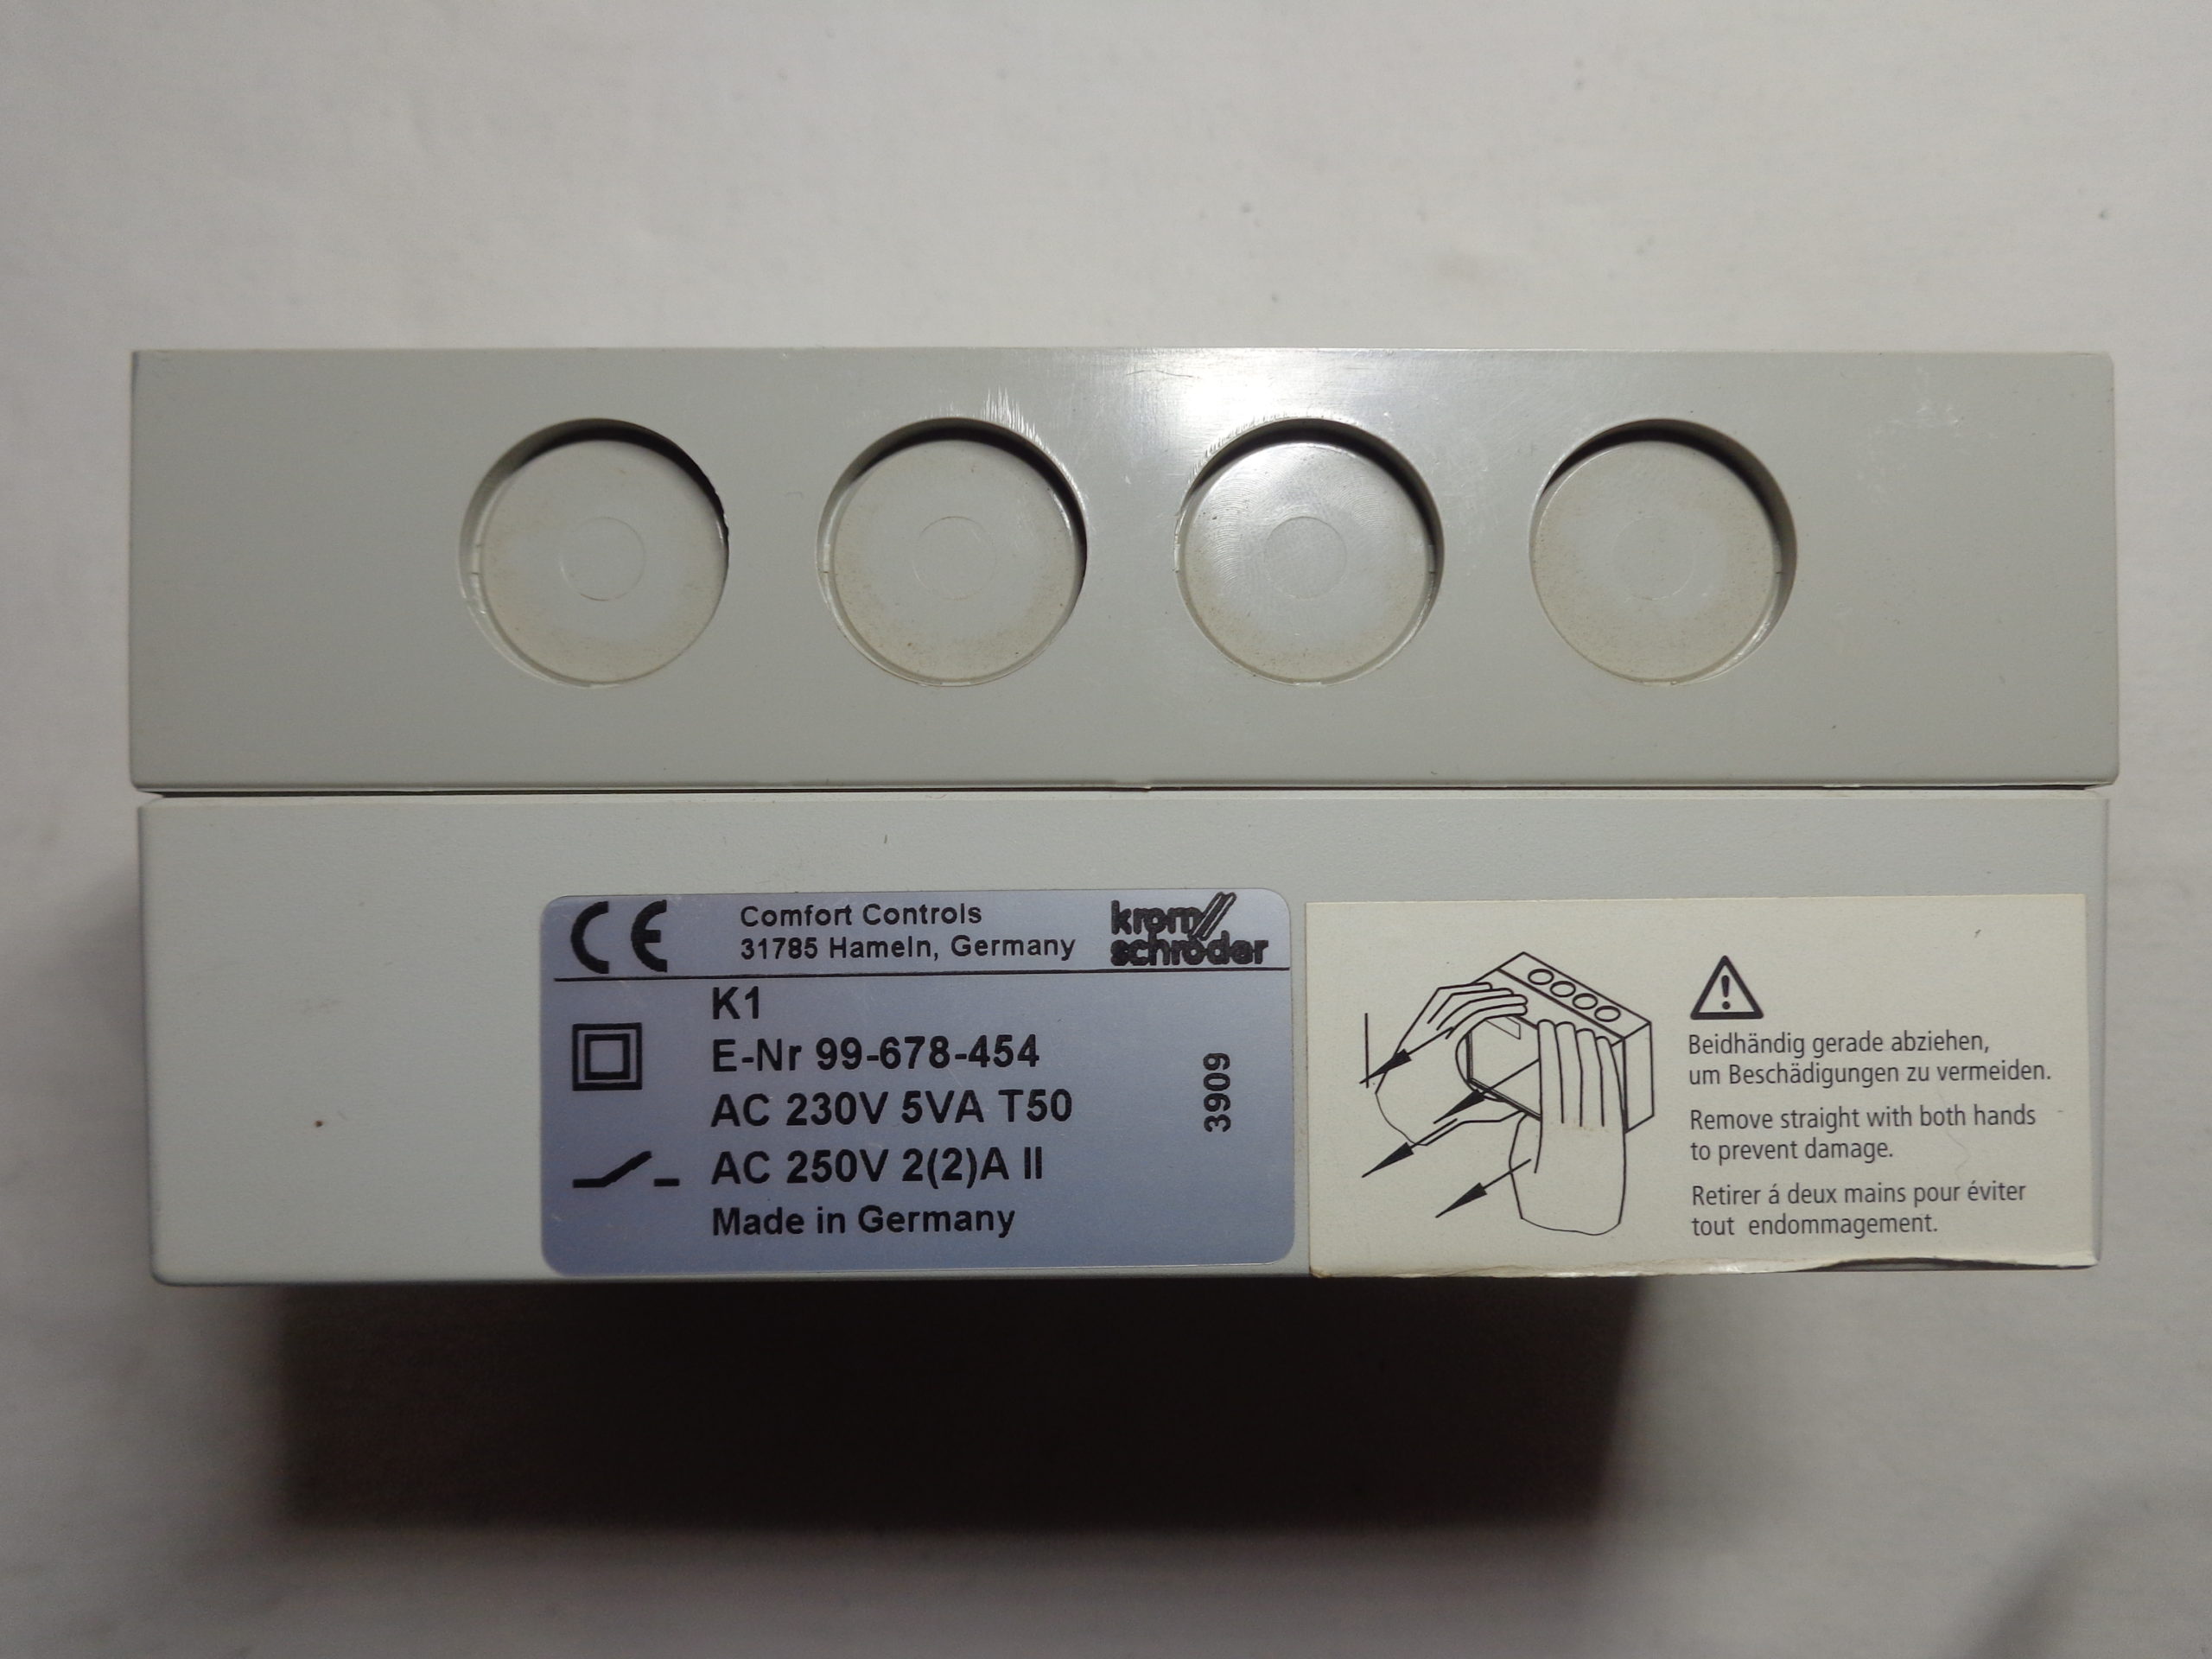 CE
Comfort Controls
31785 Hameln, Germany
krom//
schröder
K1
E-Nr 99-678-454
AC 230V 5VA T50
AC 250V 2(2)A II
Made in Germany
3909
Beidhändig gerade abziehen,
um Beschädigungen zu vermeiden.
Remove straight with both hands
to prevent damage.
Retirer á deux mains pour éviter
tout endommagement.